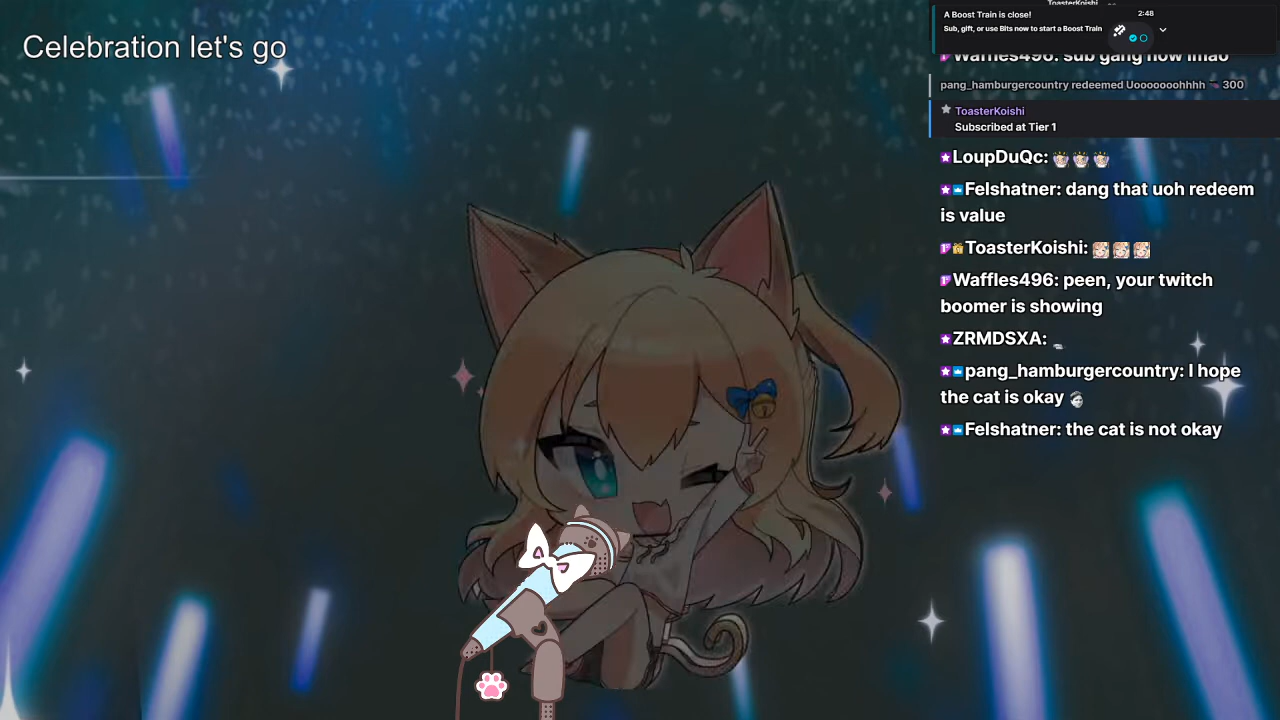 Celebration let's go
ToasterKoishi
A Boost Train is close!
2:48
Sub, gift, or use Bits now to start a Boost Train
Waffles496: sub gang now lmao
pang_hamburgercountry redeemed Uooooooohhhh 300
ToasterKoishi
Subscribed at Tier 1
LoupDuQc:
Felshatner: dang that uoh redeem
is value
ToasterKoishi:
Waffles496: peen, your twitch
boomer is showing
ZRMDSXA:
pang_hamburgercountry: I hope
the cat is okay
Felshatner: the cat is not okay